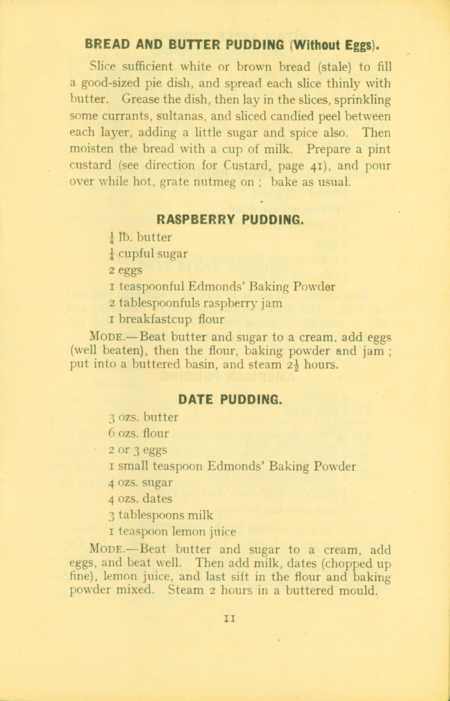 BREAD AND BUTTER PUDDING (Without Eggs).
Slice sufficient white or brown bread (stale) to fill
a good-sized pie dish, and spread each slice thinly with
butter. Grease the dish, then lay in the slices, sprinkling
some currants, sultanas, and sliced candied peel between
each layer, adding a little sugar and spice also. Then
moisten the bread with a cup of milk. Prepare a pint
custard (see direction for Custard, page 41), and pour
over while hot, grate nutmeg on ; bake as usual.
RASPBERRY PUDDING.
¼ lb. butter
¼ cupful sugar
2 eggs
1 teaspoonful Edmonds' Baking Powder
2 tablespoonfuls raspberry jam
1 breakfastcup flour
MODE.—Beat butter and sugar to a cream, add eggs
(well beaten), then the flour, baking powder and jam ;
put into a buttered basin, and steam 2½ hours.
DATE PUDDING.
3 ozs. butter
6 ozs. flour
2 or 3 eggs
1 small teaspoon Edmonds' Baking Powder
4 ozs. sugar
4 ozs. dates
3 tablespoons milk
1 teaspoon lemon juice
MODE.—Beat butter and sugar to a cream, add
eggs, and beat well. Then add milk, dates (chopped up
fine), lemon juice, and last sift in the flour and baking
powder mixed. Steam 2 hours in a buttered mould.
11